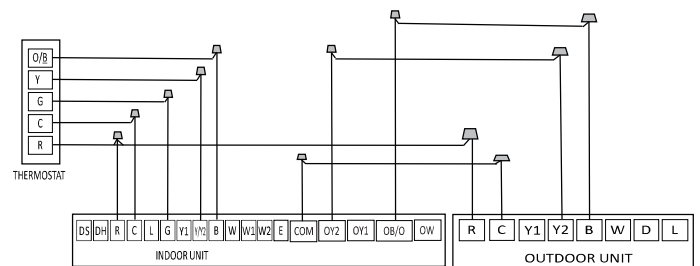 O/B
Y
G
C
R
THERMOSTAT
DS DH R C L G Y1 Y/Y2 B W W1 W2 E COM OY2 OY1 OB/O OW
INDOOR UNIT
R C Y1 Y2 B W D L
OUTDOOR UNIT